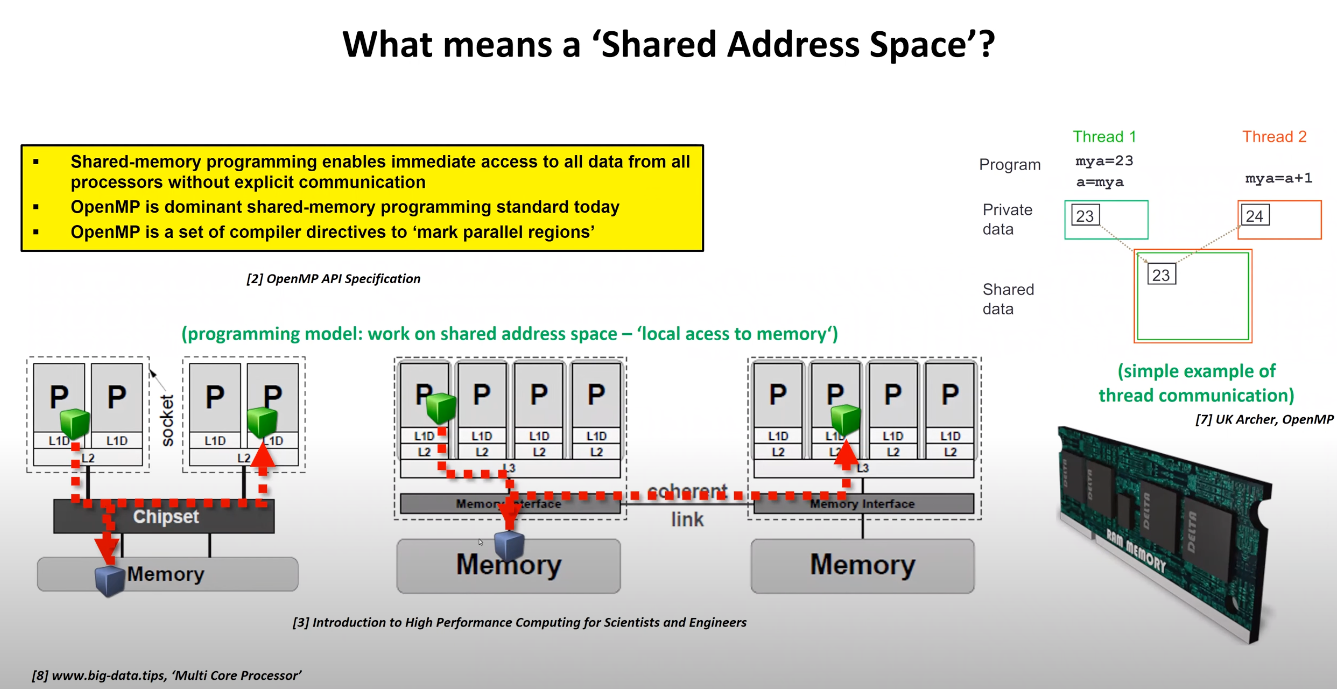 What means a ‘Shared Address Space’?
▪ Shared-memory programming enables immediate access to all data from all
processors without explicit communication
▪ OpenMP is dominant shared-memory programming standard today
▪ OpenMP is a set of compiler directives to ‘mark parallel regions’
[2] OpenMP API Specification
Thread 1
Thread 2
Program
mya=23
a=mya
mya=a+1
Private
data
23
24
Shared
data
23
(simple example of
thread communication)
[7] UK Archer, OpenMP
(programming model: work on shared address space – ‘local acess to memory‘)
P P
L1D L1D
L2
socket
P P
L1D L1D
L2
Chipset
Memory
P P P P
L1D L1D L1D L1D
L2 L2 L2 L2
L3
Memory Interface
Memory
coherent
link
P P P P
L1D L1D L1D L1D
L2 L2 L2 L2
L3
Memory Interface
Memory
DELTA
DELTA
DELTA
DELTA
RAM MEMORY
[3] Introduction to High Performance Computing for Scientists and Engineers
[8] www.big-data.tips, ‘Multi Core Processor’